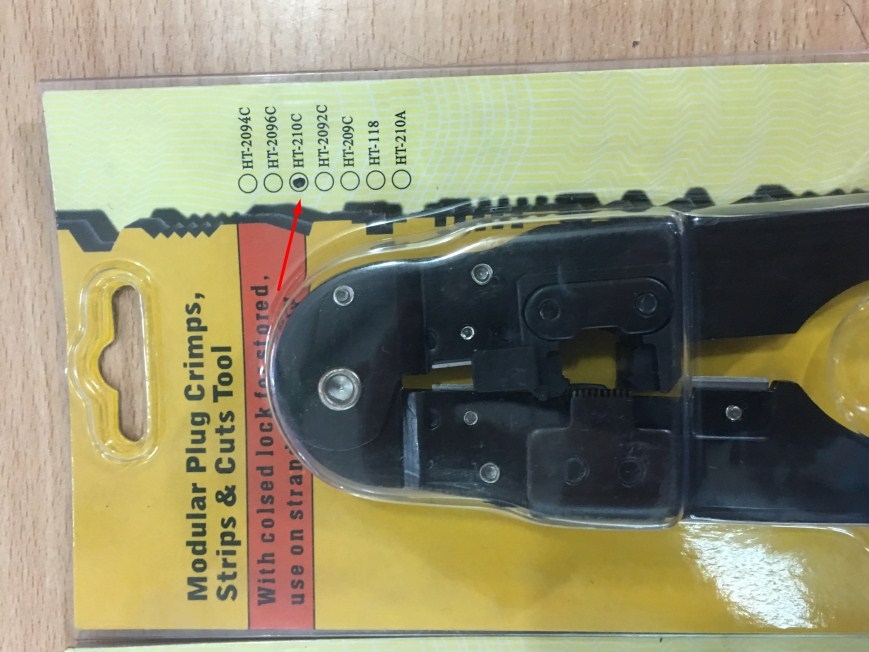 HT-2094C
HT-2096C
HT-210C
HT-2092C
HT-209C
HT-118
HT-210A
Modular Plug Crimps,
Strips & Cuts Tool
With colsed lock for stored,
use on strap